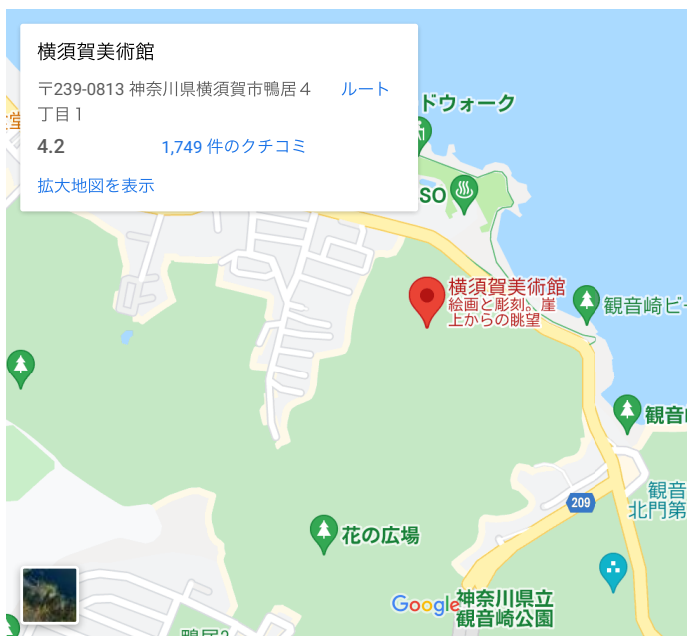 横須賀美術館
〒239-0813 神奈川県横須賀市鴨居４
丁目１
ルート
4.2
1,749 件のクチコミ
拡大地図を表示
ドウォーク
堂
SO
横須賀美術館
絵画と彫刻。崖
上からの眺望
観音崎ビー
観音崎
209
観音
北門第
花の広場
Google
神奈川県立
観音崎公園
鴨居2